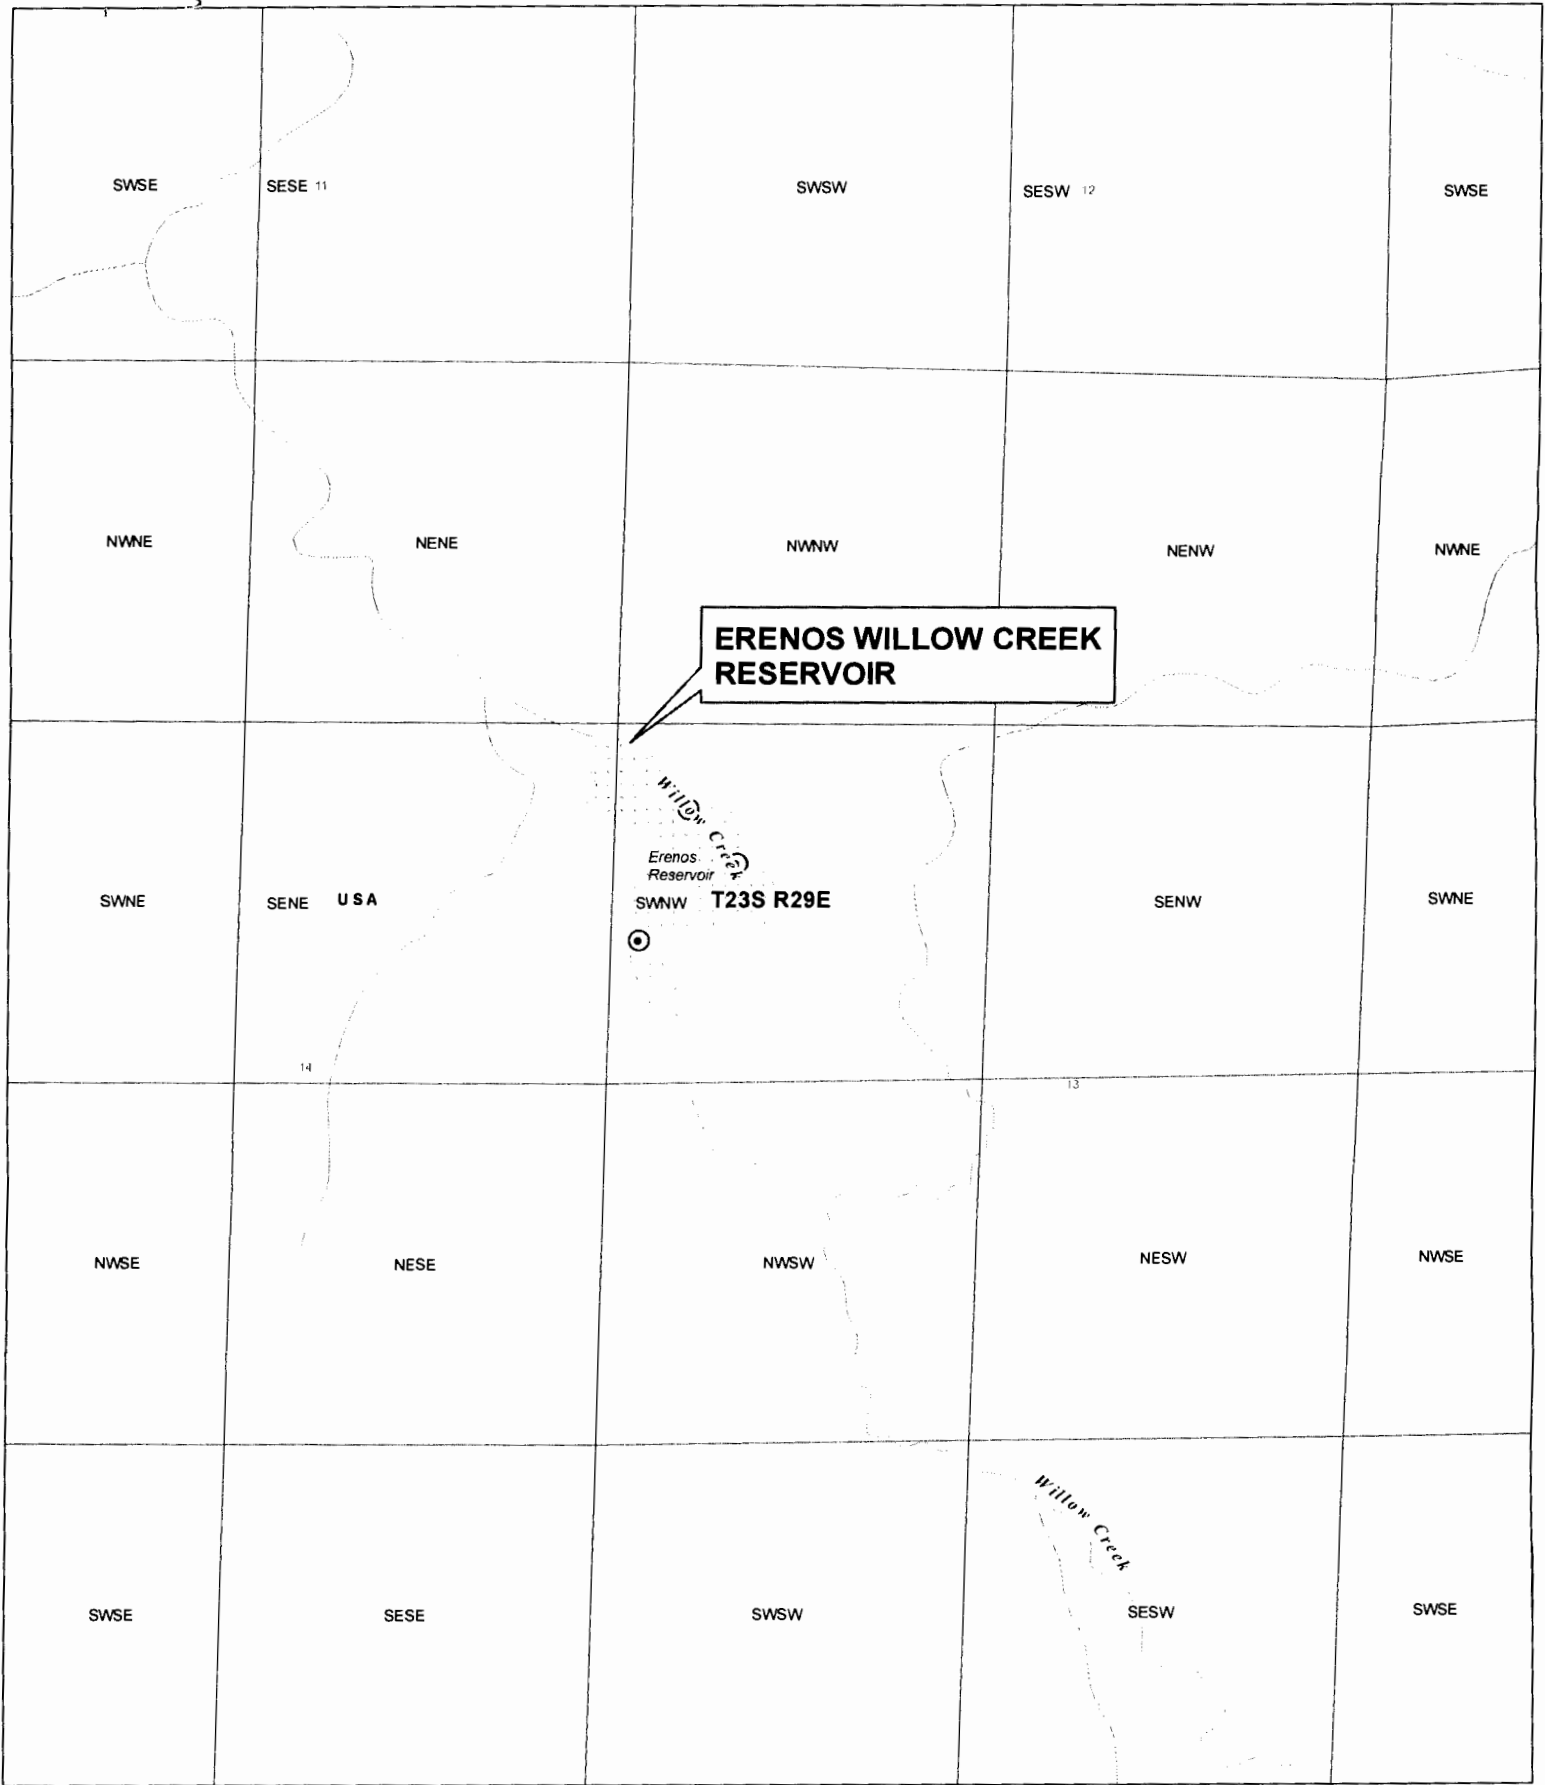 SWSE
SESE 11
SWSW
SESW 12
SWSE
NWNE
NENE
NWNW
NENW
NWNE
ERENOS WILLOW CREEK
RESERVOIR
Willow Creek
Erenos
Reservoir
SWNE
SENE USA
SWNW T23S R29E
SENW
SWNE
14
13
NWSE
NESE
NWSW
NESW
NWSE
Willow Creek
SWSE
SESE
SWSW
SESW
SWSE